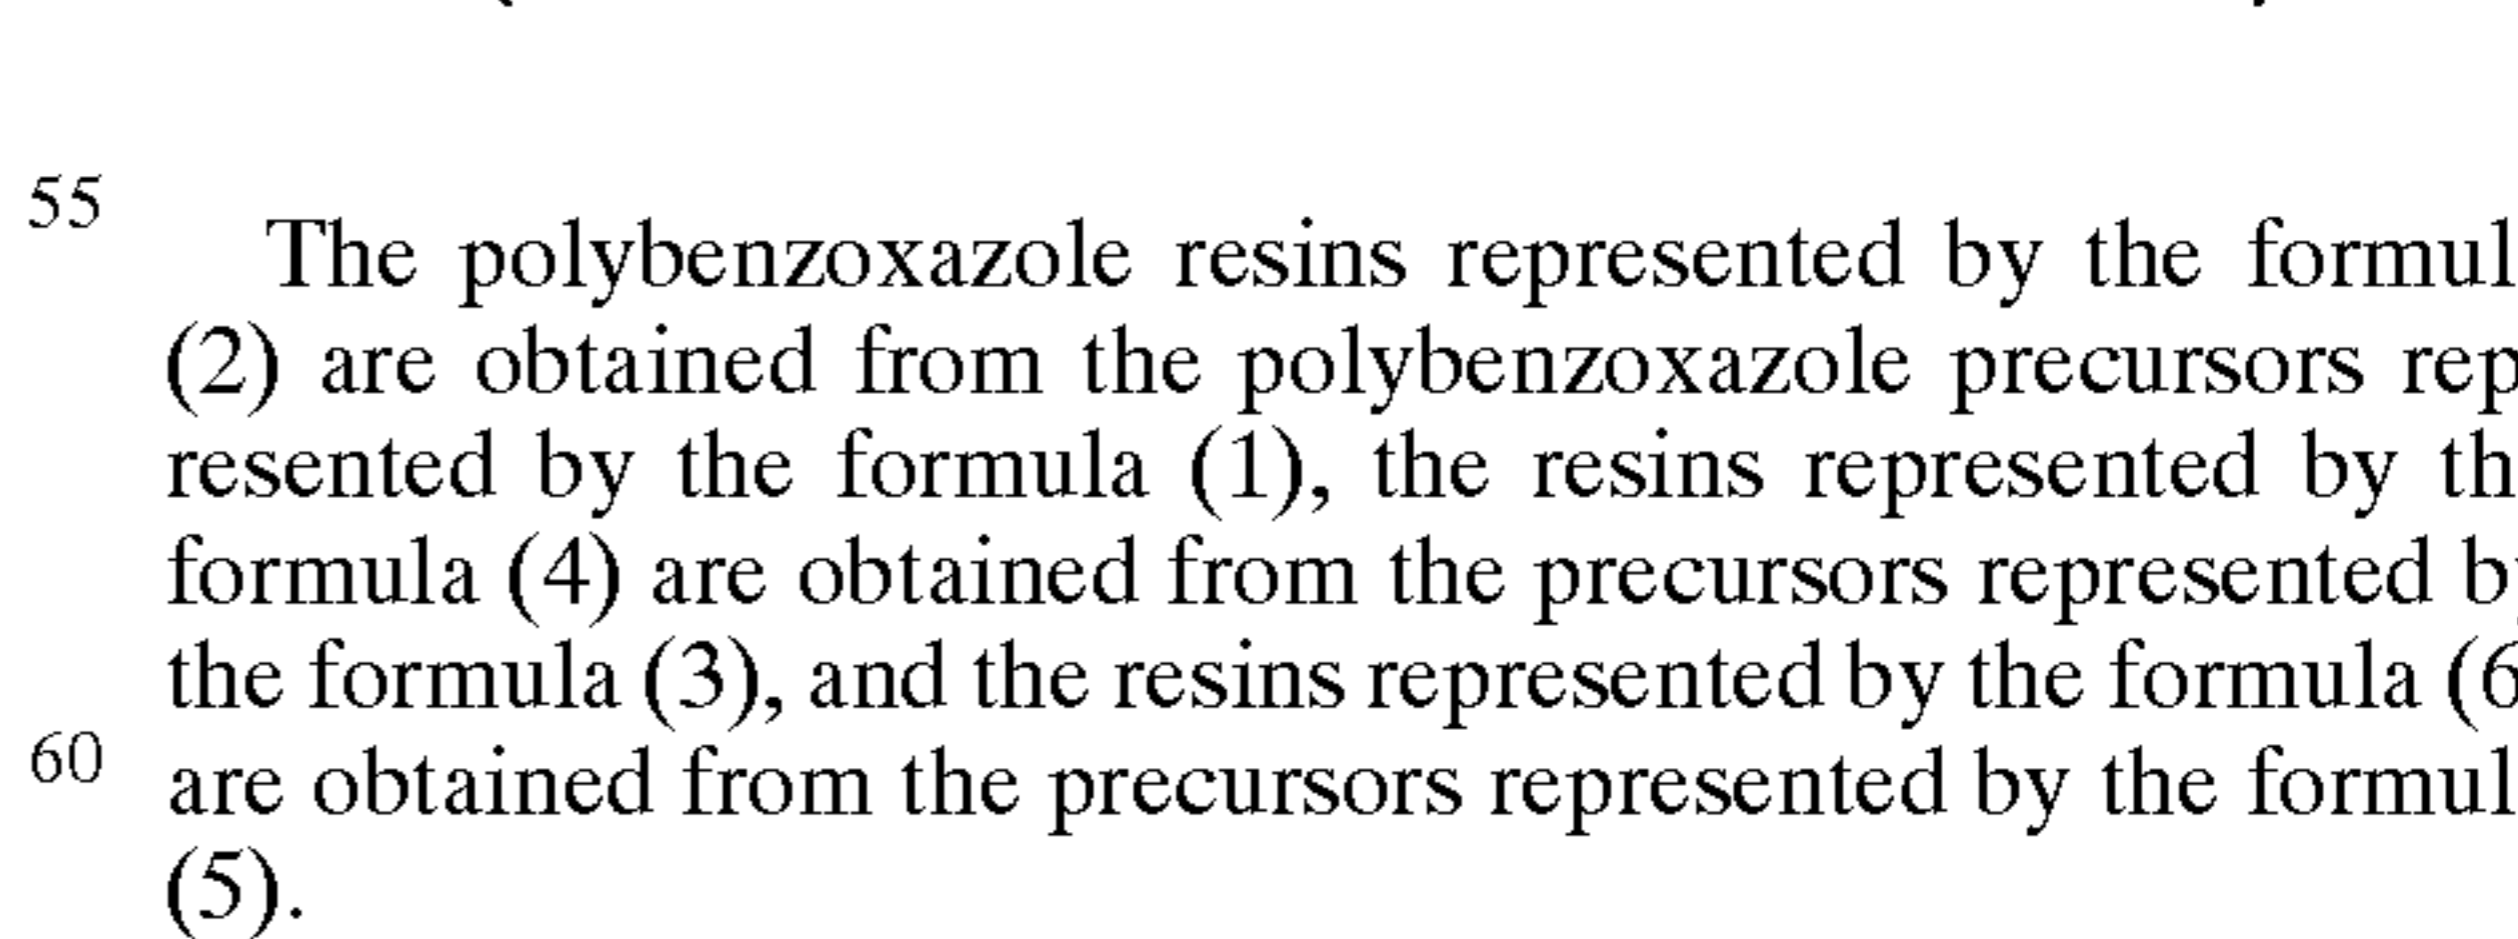 55
The polybenzoxazole resins represented by the formul
(2) are obtained from the polybenzoxazole precursors rep
resented by the formula (1), the resins represented by th
formula (4) are obtained from the precursors represented by
the formula (3), and the resins represented by the formula (6
60 are obtained from the precursors represented by the formul
(5).